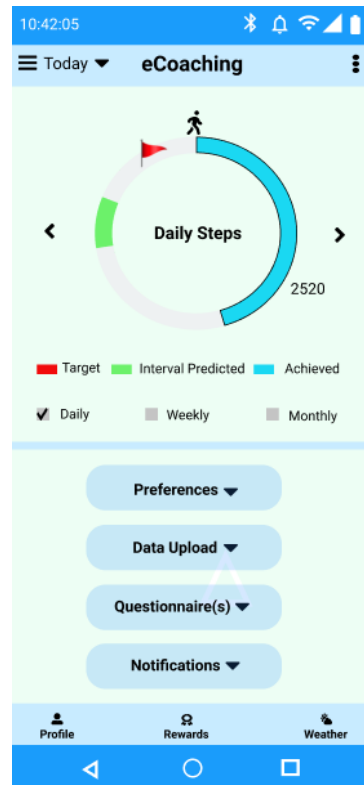 10:42:05
Today eCoaching
Daily Steps
2520
Target Interval Predicted Achieved
Daily Weekly Monthly
Preferences
Data Upload
Questionnaire(s)
Notifications
Profile Rewards Weather